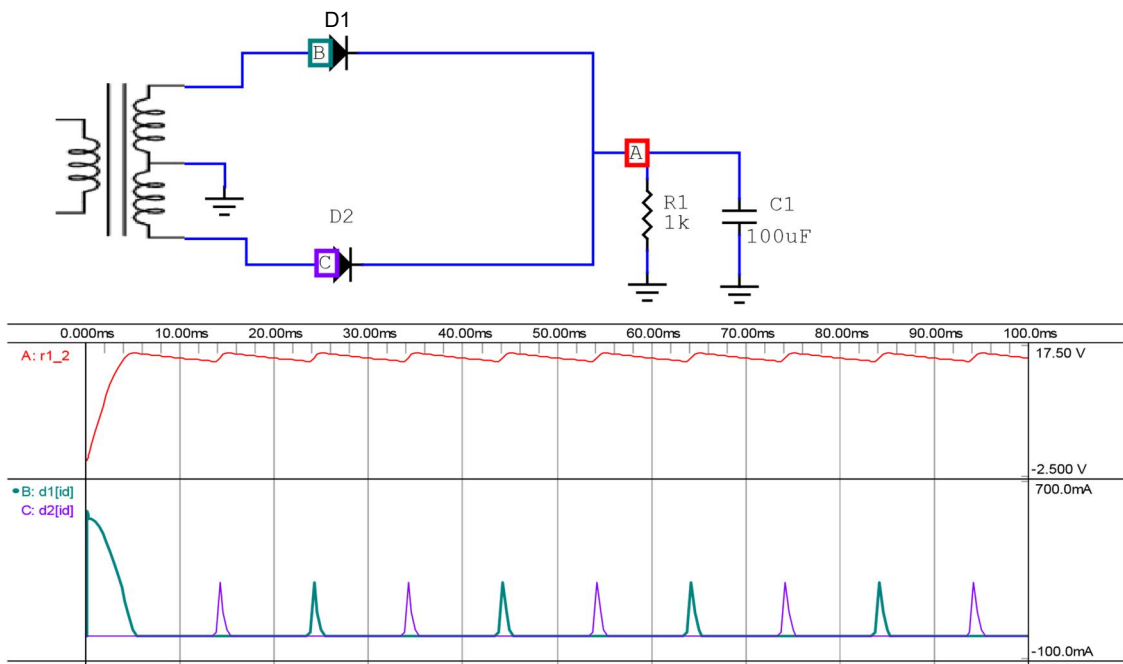 D1
B
A
R1
1k
C1
100uF
D2
C
0.000ms 10.00ms 20.00ms 30.00ms 40.00ms 50.00ms 60.00ms 70.00ms 80.00ms 90.00ms 100.0ms
A: r1_2
17.50 V
-2.500 V
B: d1[id]
C: d2[id]
700.0mA
-100.0mA